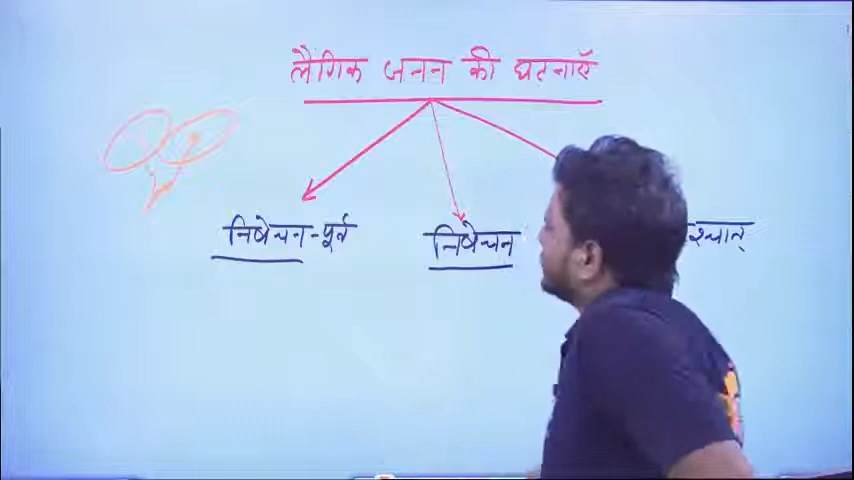 लैंगिक जनन की घटनाएँ
निषेचन-पूर्व
निषेचन
श्चात्